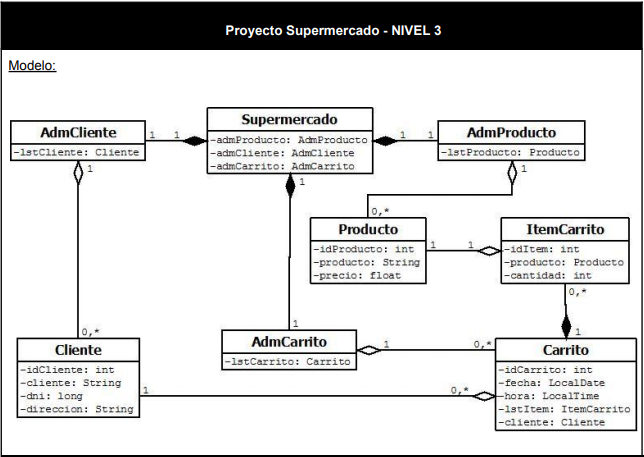 Proyecto Supermercado - NIVEL 3
Modelo:
AdmCliente
-lstCliente: Cliente
1
1
1
Supermercado
-admProducto: AdmProducto
-admCliente: AdmCliente
-admCarrito: AdmCarrito
1
1
1
AdmProducto
-lstProducto: Producto
1
0,*
Producto
-idProducto: int
-producto: String
-precio: float
1
1
ItemCarrito
-idItem: int
-producto: Producto
-cantidad: int
0,*
1
0,*
Cliente
-idCliente: int
-cliente: String
-dni: long
-direccion: String
1
1
AdmCarrito
-lstCarrito: Carrito
1
0,*
Carrito
-idCarrito: int
-fecha: LocalDate
-hora: LocalTime
-lstItem: ItemCarrito
-cliente: Cliente
0,*